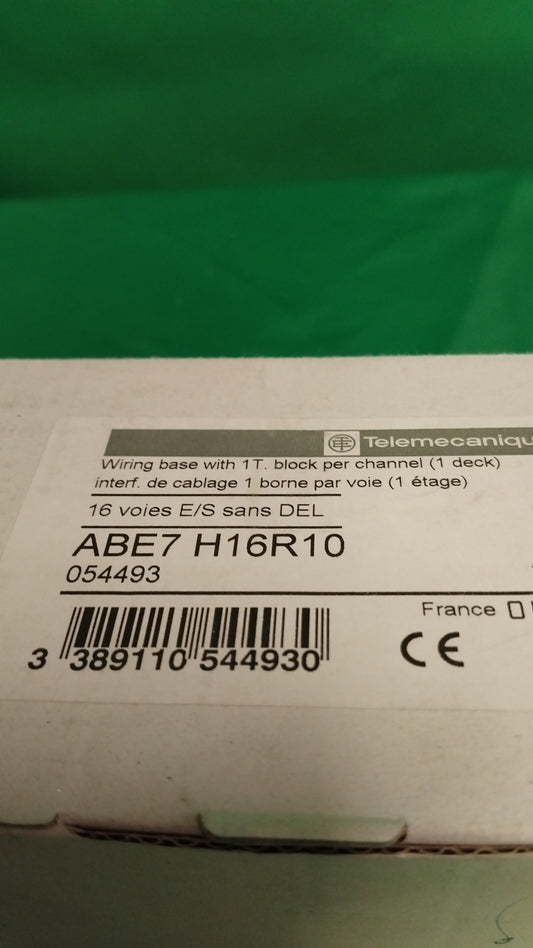 Telemecaniqu
Wiring base with 1T. block per channel (1 deck)
interf. de cablage 1 borne par voie (1 étage)
16 voies E/S sans DEL
ABE7 H16R10
054493
France
3 389110 544930
CE